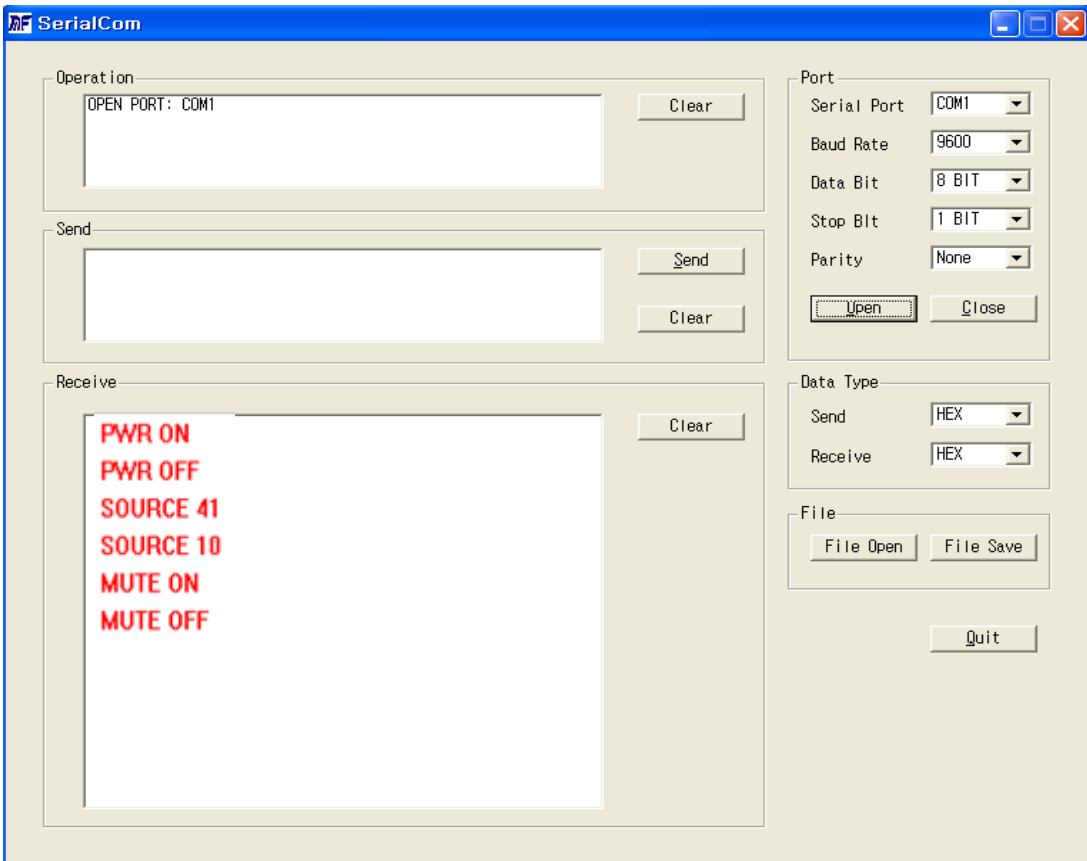 SerialCom
Operation
OPEN PORT: COM1
Clear
Send
Send
Clear
Receive
PWR ON
PWR OFF
SOURCE 41
SOURCE 10
MUTE ON
MUTE OFF
Clear
Port
Serial Port COM1
Baud Rate 9600
Data Bit 8 BIT
Stop BIt 1 BIT
Parity None
Open Close
Data Type
Send HEX
Receive HEX
File
File Open File Save
Quit